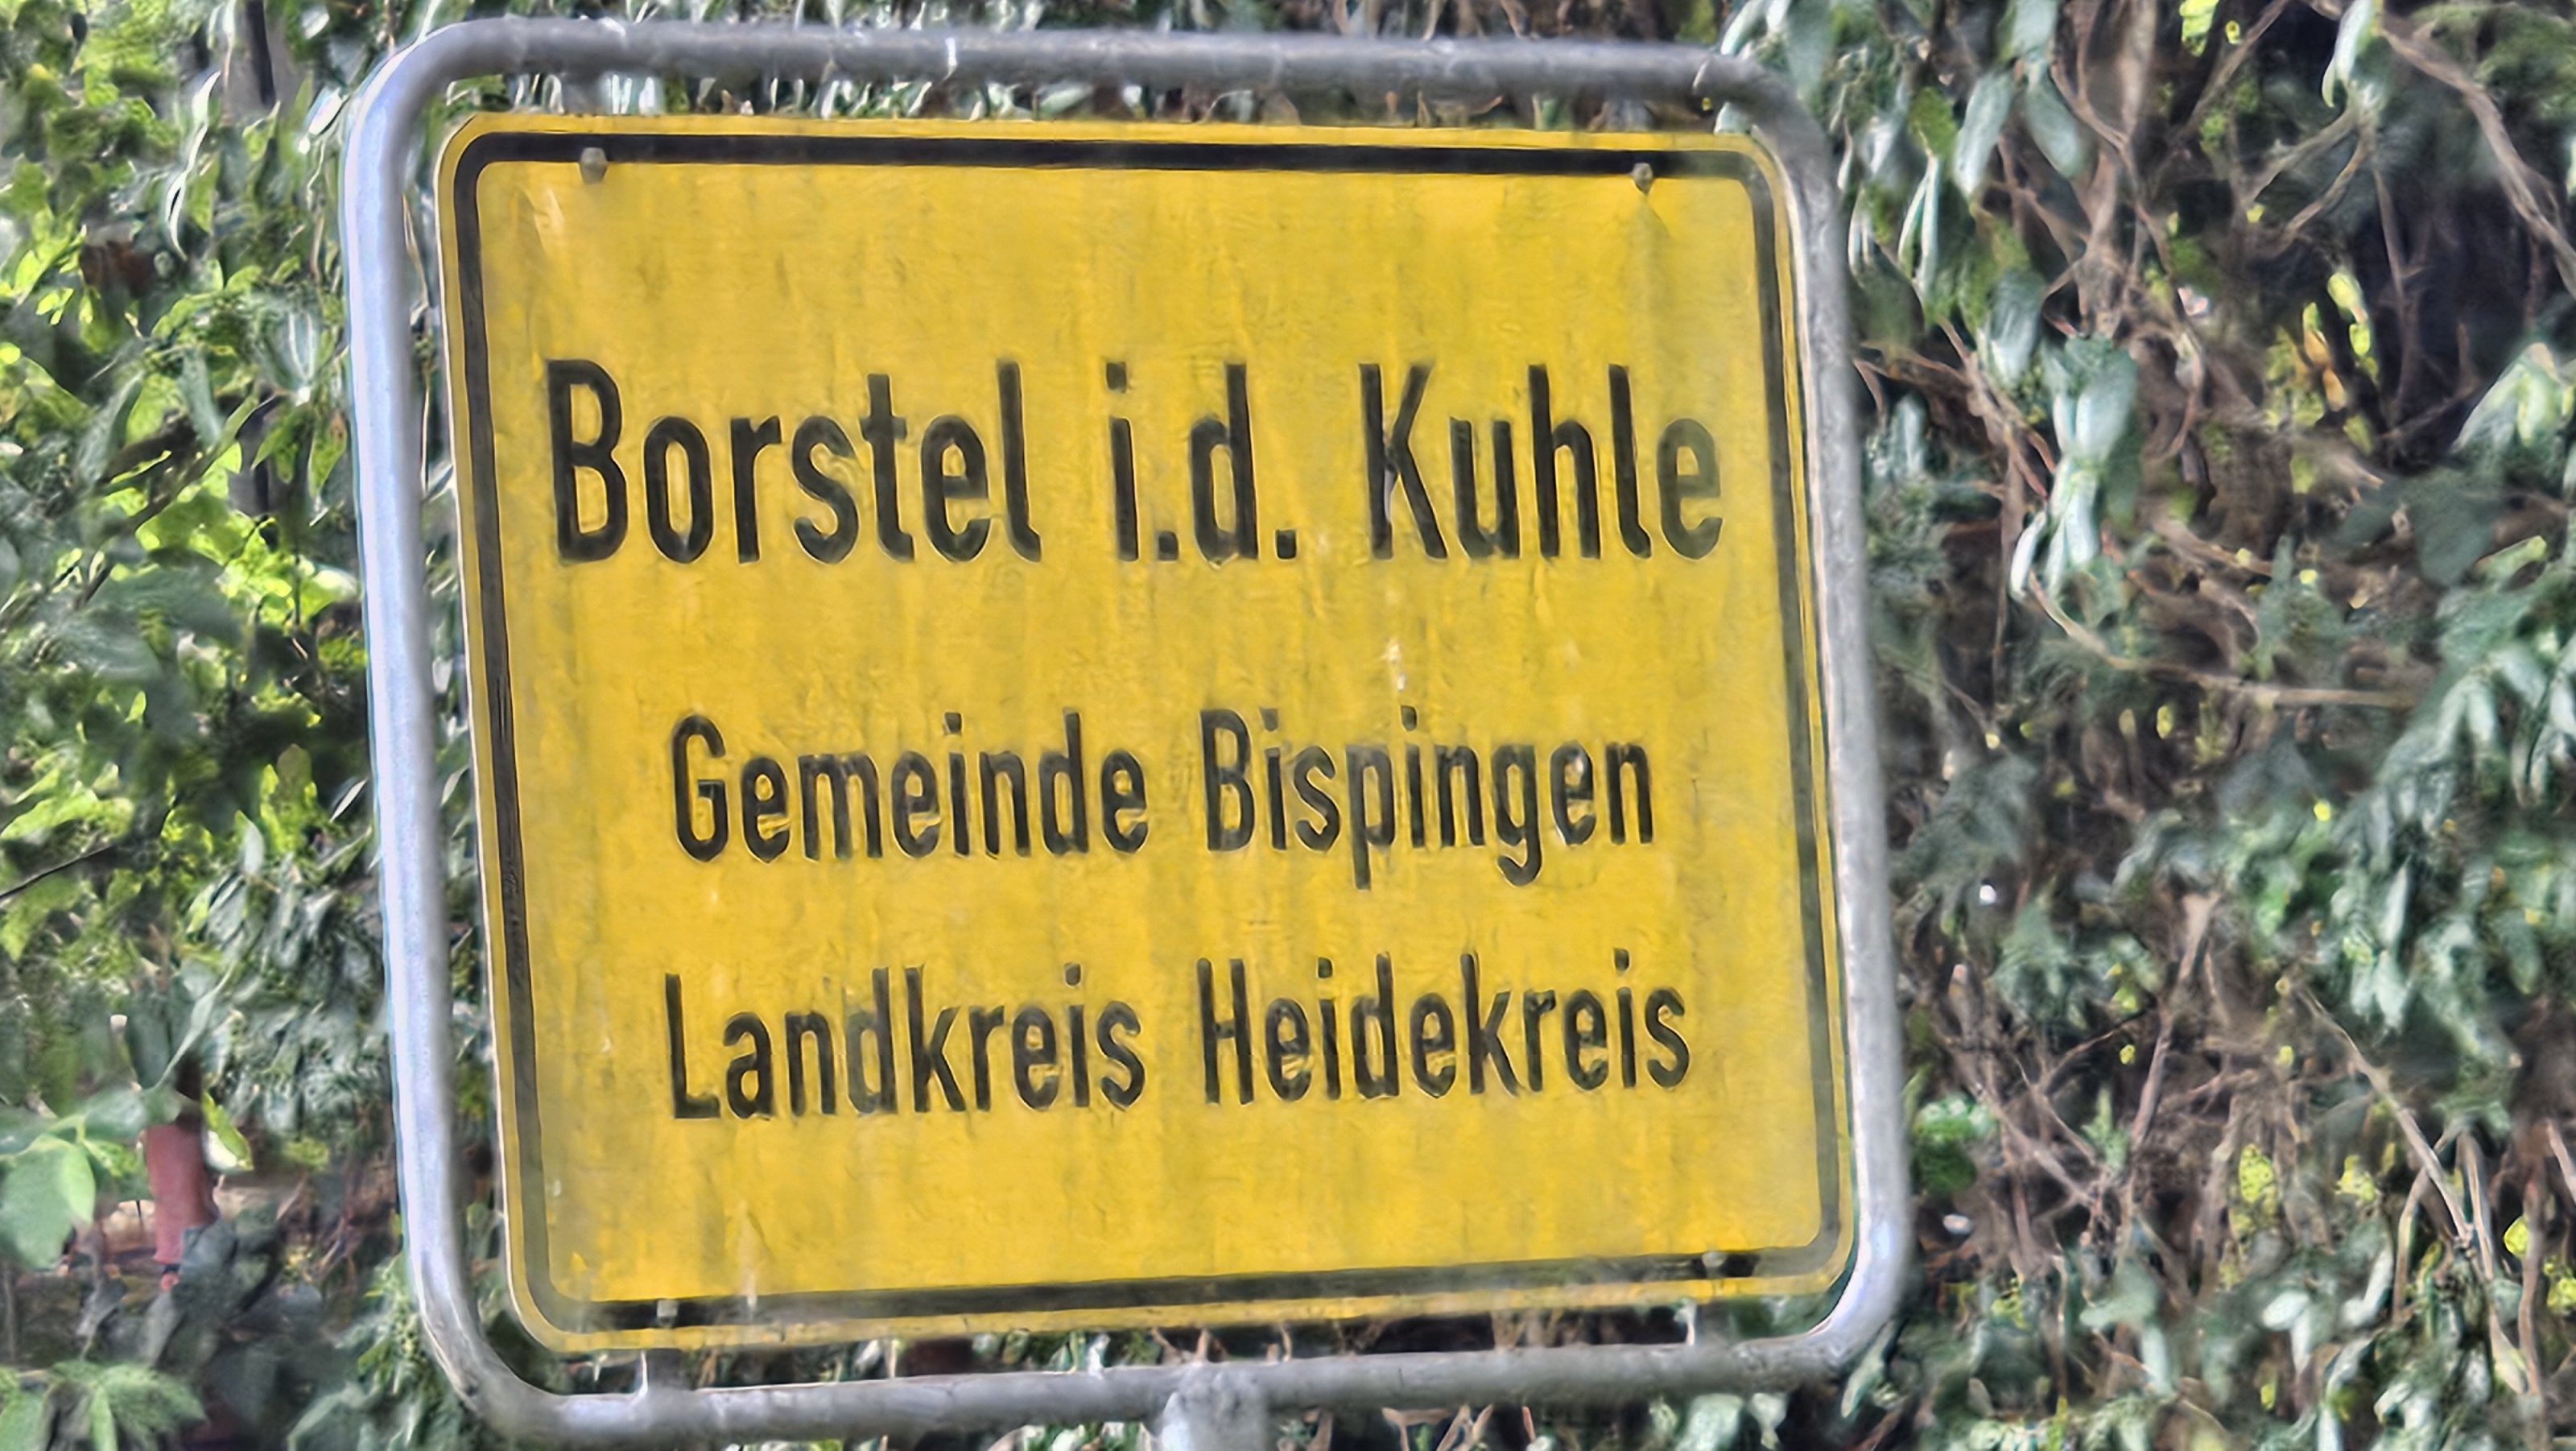 Borstel i.d. Kuhle
Gemeinde Bispingen
Landkreis Heidekreis